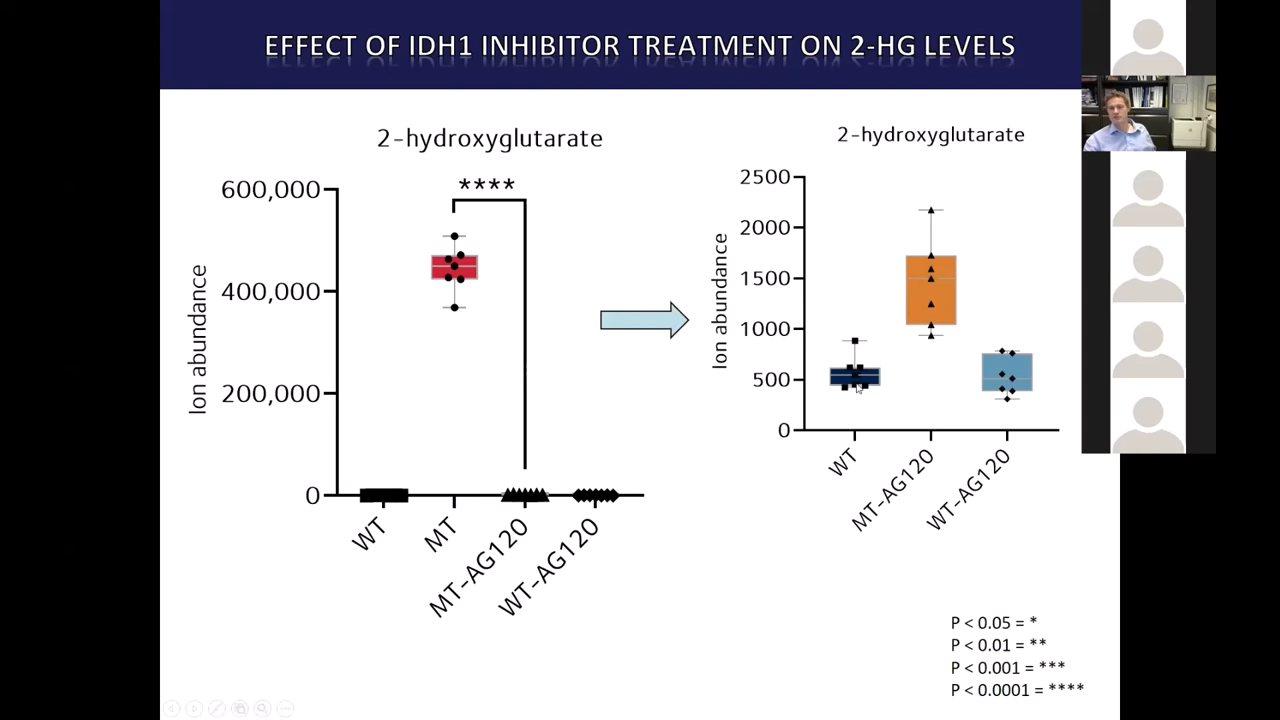 EFFECT OF IDH1 INHIBITOR TREATMENT ON 2-HG LEVELS
2-hydroxyglutarate
****
600,000
400,000
200,000
0
Ion abundance
WT
MT
MT-AG120
WT-AG120
2-hydroxyglutarate
2500
2000
1500
1000
500
0
Ion abundance
WT
MT-AG120
WT-AG120
P < 0.05 = *
P < 0.01 = **
P < 0.001 = ***
P < 0.0001 = ****